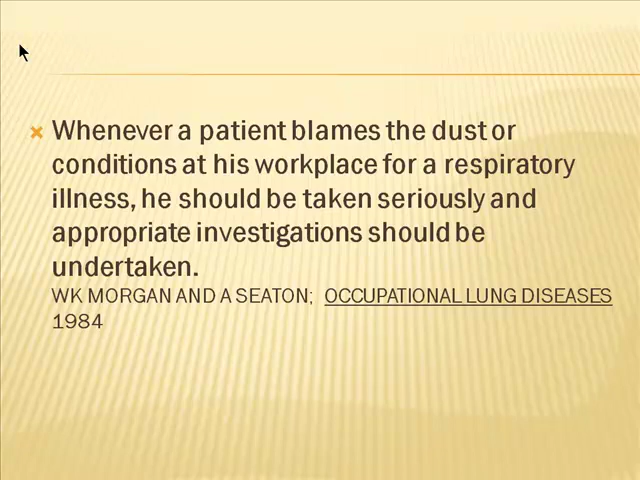 Whenever a patient blames the dust or
conditions at his workplace for a respiratory
illness, he should be taken seriously and
appropriate investigations should be
undertaken.
WK MORGAN AND A SEATON; OCCUPATIONAL LUNG DISEASES
1984